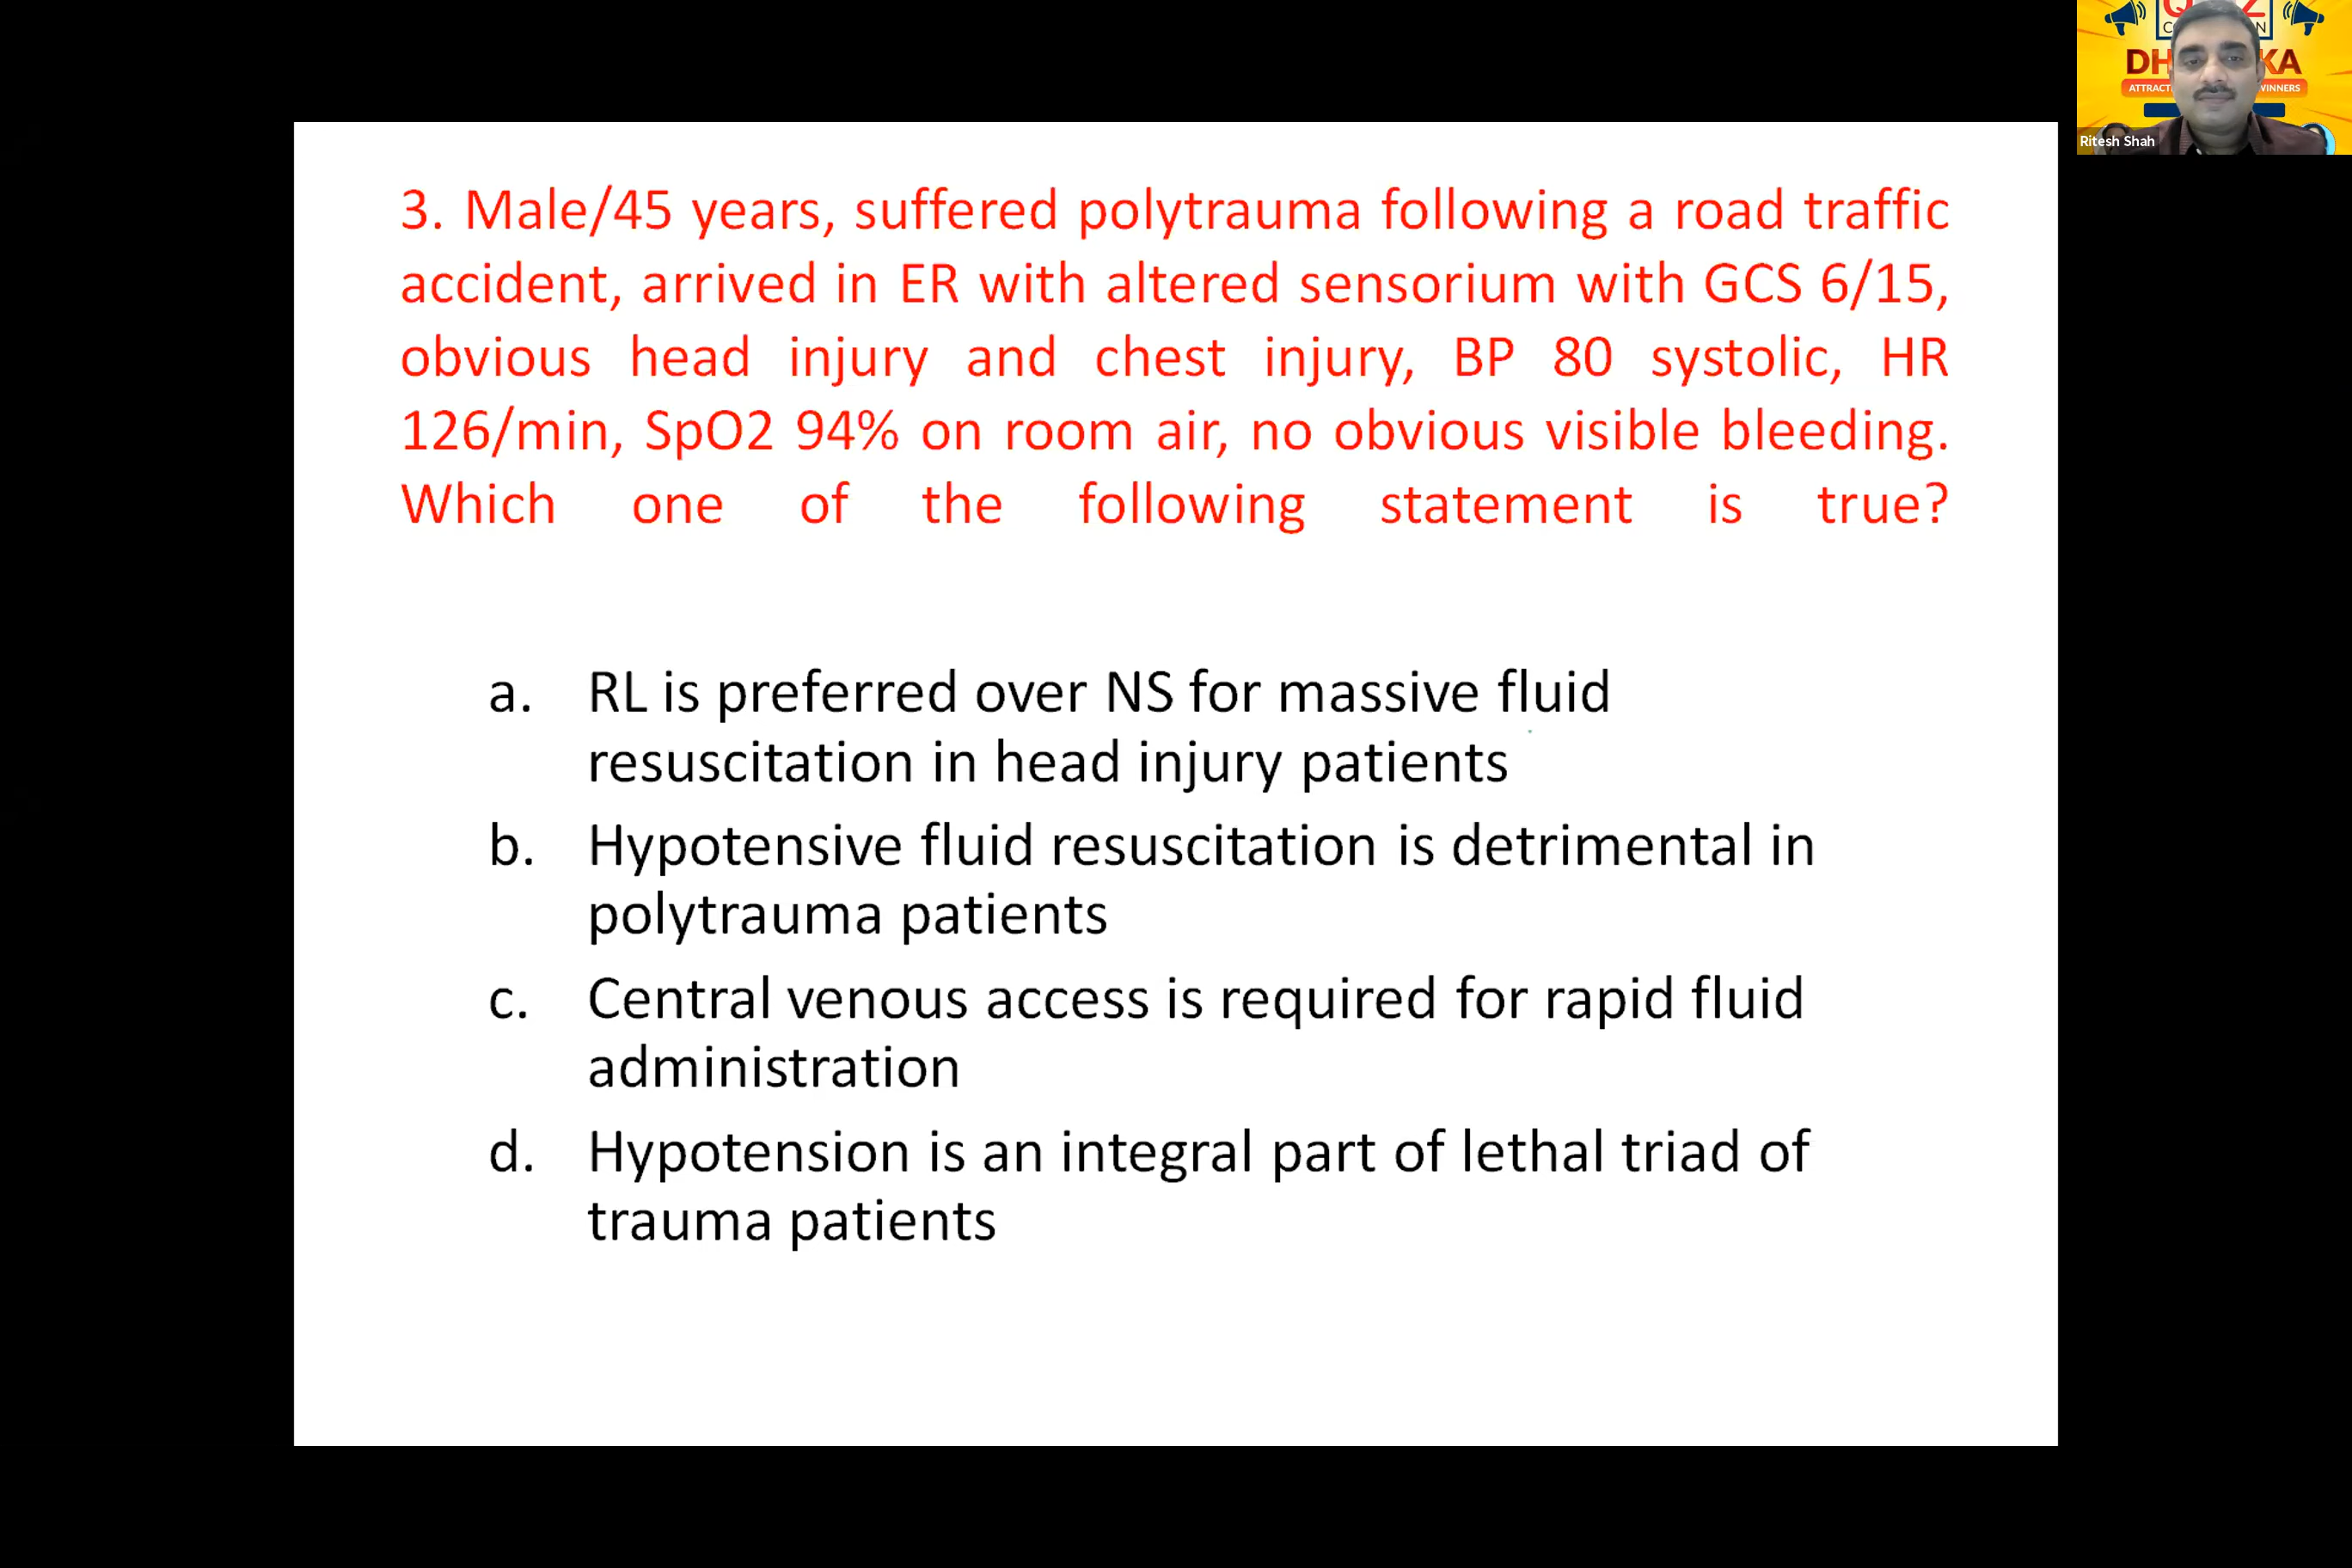 3. Male/45 years, suffered polytrauma following a road traffic
accident, arrived in ER with altered sensorium with GCS 6/15,
obvious head injury and chest injury, BP 80 systolic, HR
126/min, SpO2 94% on room air, no obvious visible bleeding.
Which one of the following statement is true?
a. RL is preferred over NS for massive fluid
resuscitation in head injury patients
b. Hypotensive fluid resuscitation is detrimental in
polytrauma patients
c. Central venous access is required for rapid fluid
administration
d. Hypotension is an integral part of lethal triad of
trauma patients
Ritesh Shah